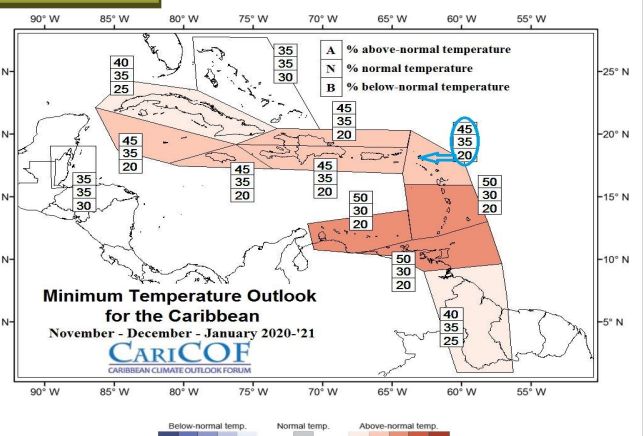 90° W 85° W 80° W 75° W 70° W 65° W 60° W 55° W
A % above-normal temperature
N % normal temperature
B % below-normal temperature
35
35
30
40
35
25
45
35
20
45
35
20
45
35
20
45
35
20
45
35
20
35
35
30
50
30
20
50
30
20
50
30
20
40
35
25
N
N
N
N
N
25° N
20° N
15° N
10° N
5° N
Minimum Temperature Outlook
for the Caribbean
November - December - January 2020-'21
CARICOF
CARIBBEAN CLIMATE OUTLOOK FORUM
90° W 85° W 80° W 75° W 70° W 65° W 60° W 55° W
Below-normal temp. Normal temp. Above-normal temp.